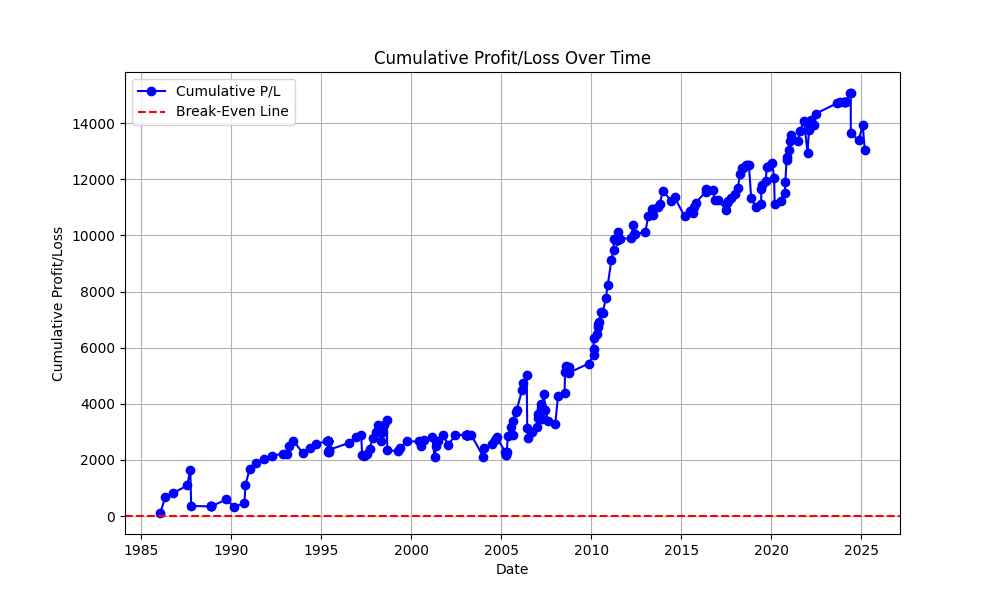 Cumulative Profit/Loss Over Time
Cumulative P/L
Break-Even Line
14000
12000
10000
8000
6000
4000
2000
0
Cumulative Profit/Loss
1985 1990 1995 2000 2005 2010 2015 2020 2025
Date